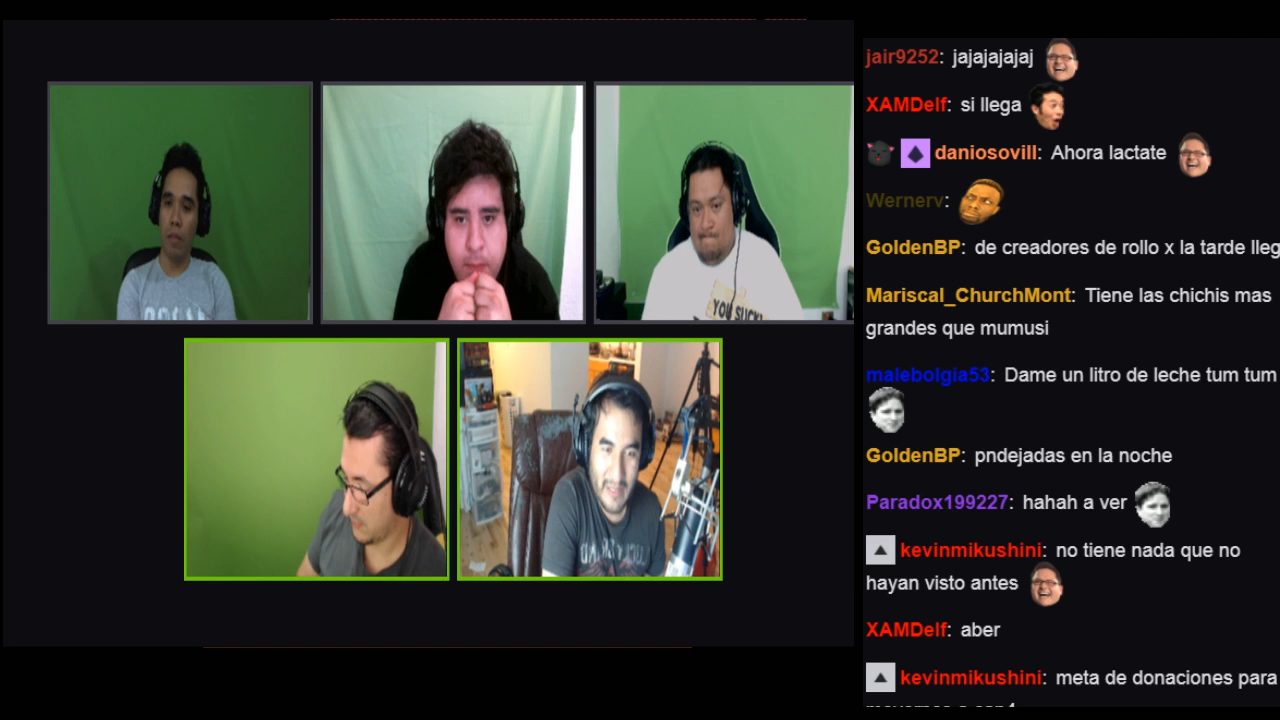 YOU SUCK!
jair9252: jajajajajaj
XAMDelf: si llega
daniosovill: Ahora lactate
Wernerv:
GoldenBP: de creadores de rollo x la tarde lleg
Mariscal_ChurchMont: Tiene las chichis mas
grandes que mumusi
malebolgia53: Dame un litro de leche tum tum
GoldenBP: pndejadas en la noche
Paradox199227: hahah a ver
kevinmikushini: no tiene nada que no
hayan visto antes
XAMDelf: aber
kevinmikushini: meta de donaciones para